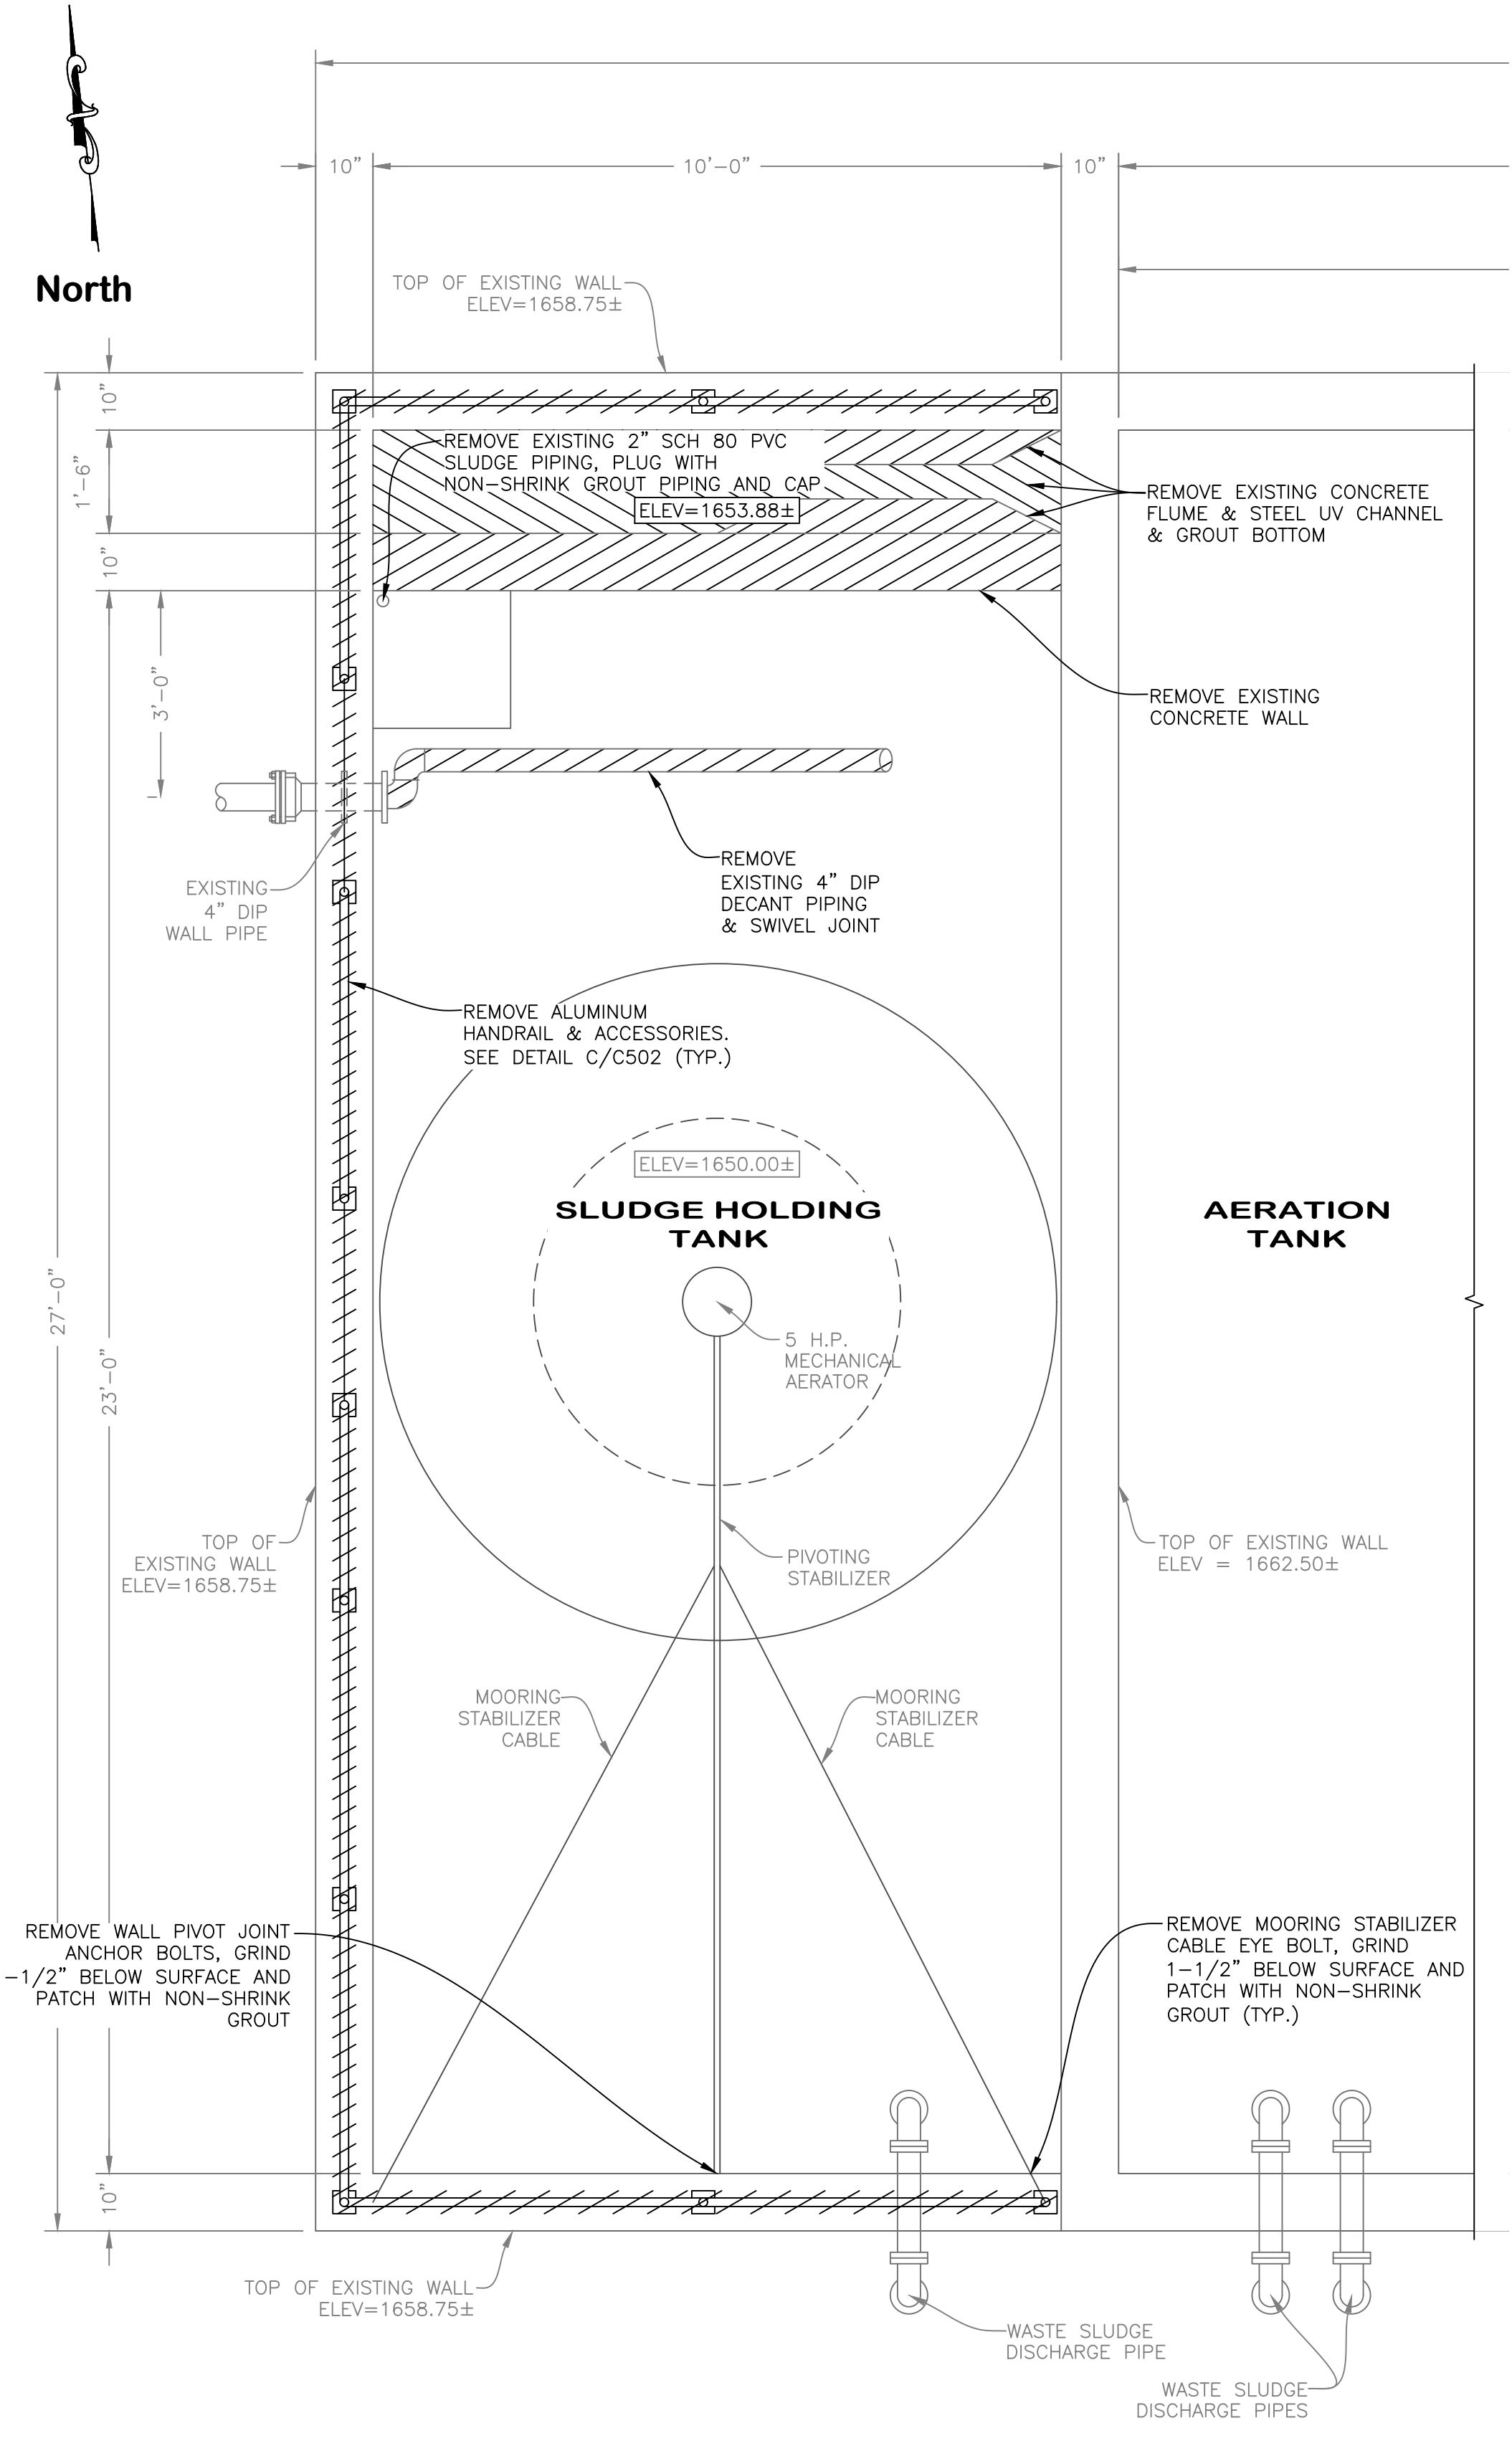 10”
10’-0”
10”
North
TOP OF EXISTING WALL
ELEV=1658.75±
10”
1’-6”
10”
3’-0”
27’-0”
23’-0”
10”
REMOVE EXISTING 2” SCH 80 PVC
SLUDGE PIPING, PLUG WITH
NON-SHRINK GROUT PIPING AND CAP
ELEV=1653.88±
REMOVE EXISTING CONCRETE
FLUME & STEEL UV CHANNEL
& GROUT BOTTOM
REMOVE EXISTING
CONCRETE WALL
REMOVE
EXISTING 4” DIP
DECANT PIPING
& SWIVEL JOINT
EXISTING
4” DIP
WALL PIPE
REMOVE ALUMINUM
HANDRAIL & ACCESSORIES.
SEE DETAIL C/C502 (TYP.)
ELEV=1650.00±
SLUDGE HOLDING
TANK
AERATION
TANK
5 H.P.
MECHANICAL
AERATOR
TOP OF
EXISTING WALL
ELEV=1658.75±
PIVOTING
STABILIZER
TOP OF EXISTING WALL
ELEV = 1662.50±
MOORING
STABILIZER
CABLE
MOORING
STABILIZER
CABLE
REMOVE WALL PIVOT JOINT
ANCHOR BOLTS, GRIND
-1/2” BELOW SURFACE AND
PATCH WITH NON-SHRINK
GROUT
REMOVE MOORING STABILIZER
CABLE EYE BOLT, GRIND
1-1/2” BELOW SURFACE AND
PATCH WITH NON-SHRINK
GROUT (TYP.)
TOP OF EXISTING WALL
ELEV=1658.75±
WASTE SLUDGE
DISCHARGE PIPE
WASTE SLUDGE
DISCHARGE PIPES